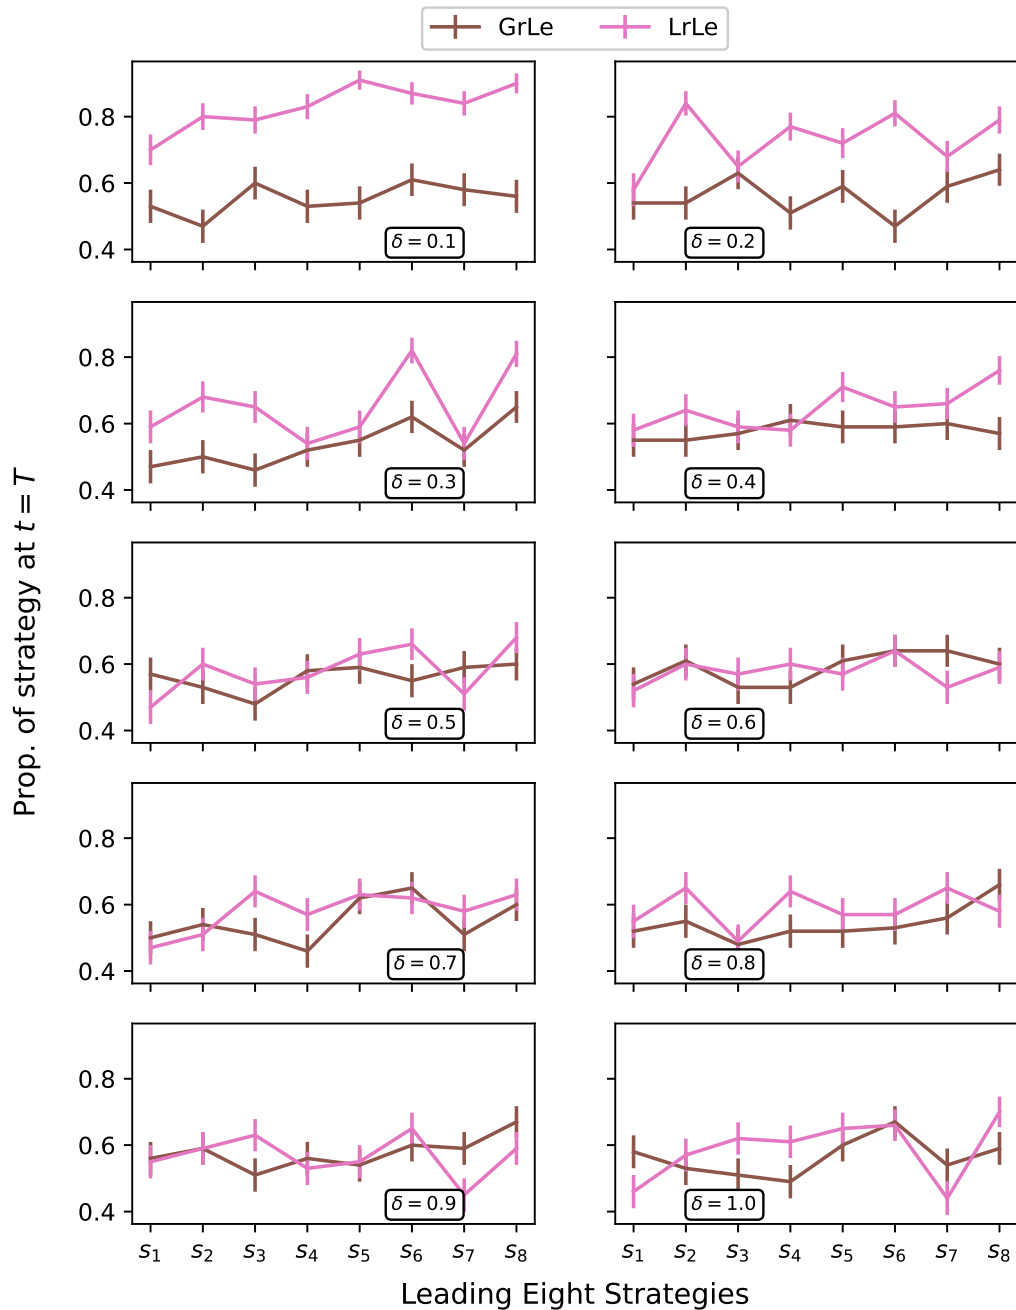 GrLe LrLe
0.8
0.6
0.4
δ = 0.1
δ = 0.2
0.8
0.6
0.4
δ = 0.3
δ = 0.4
0.8
0.6
0.4
δ = 0.5
δ = 0.6
0.8
0.6
0.4
δ = 0.7
δ = 0.8
0.8
0.6
0.4
δ = 0.9
δ = 1.0
s₁ s₂ s₃ s₄ s₅ s₆ s₇ s₈
s₁ s₂ s₃ s₄ s₅ s₆ s₇ s₈
Prop. of strategy at t = T
Leading Eight Strategies